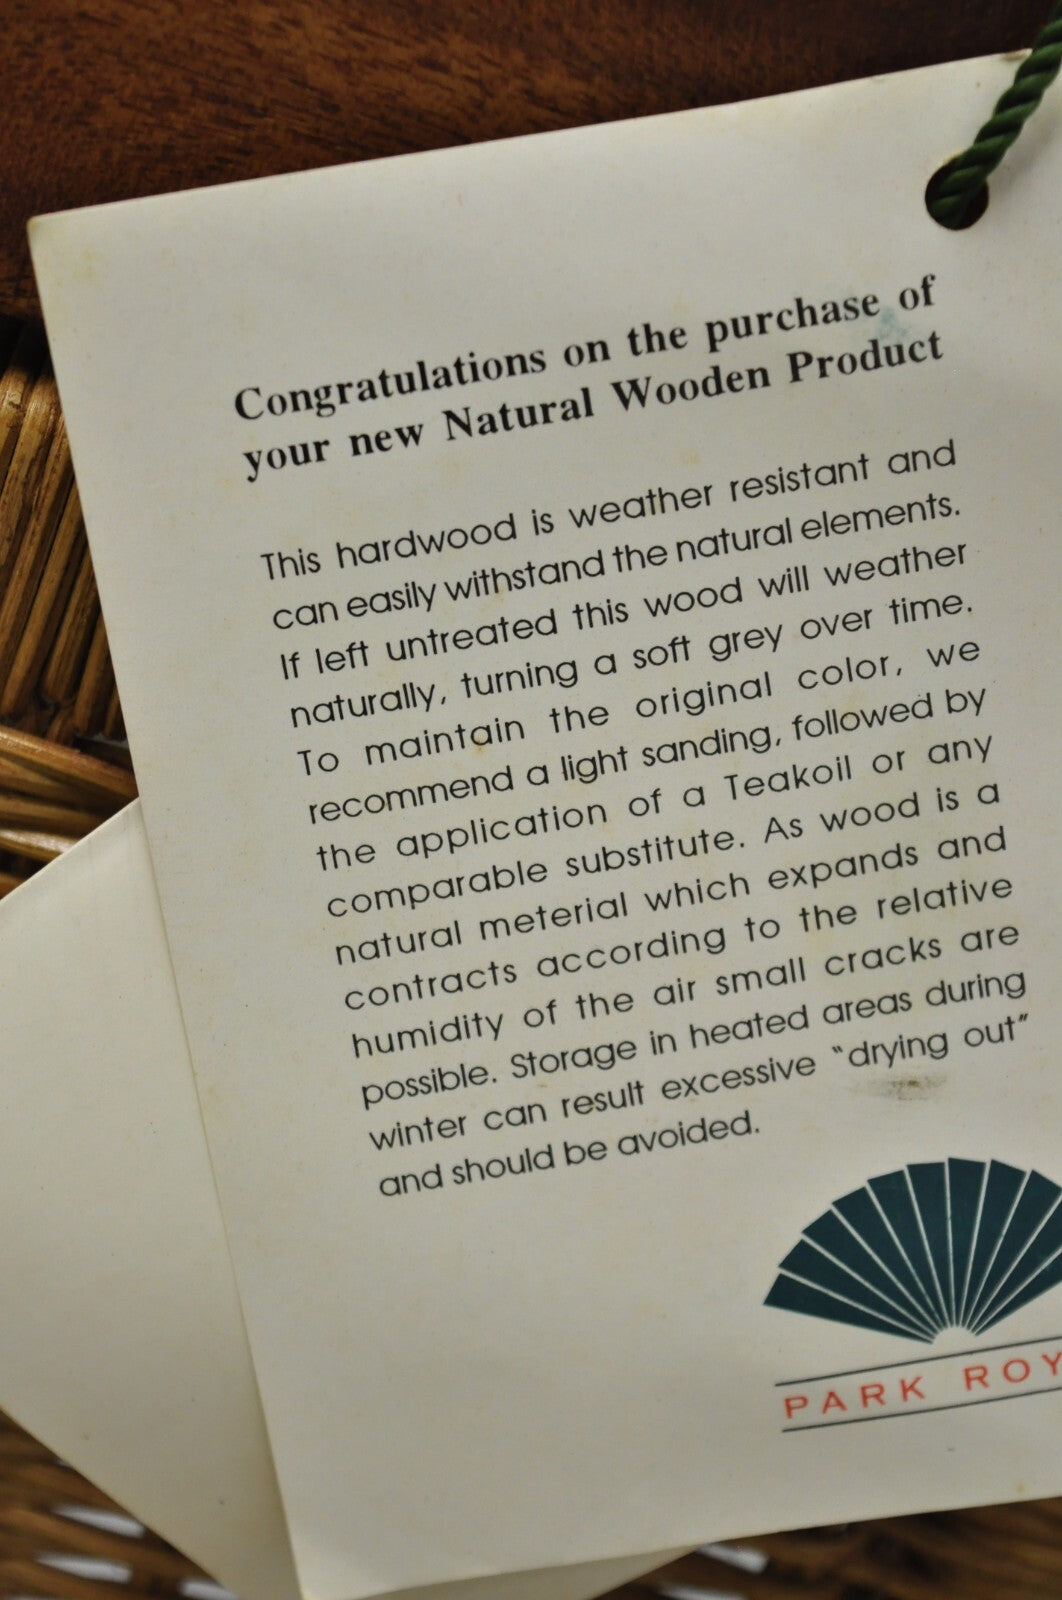 Congratulations on the purchase of
your new Natural Wooden Product
This hardwood is weather resistant and
can easily withstand the natural elements.
If left untreated this wood will weather
naturally, turning a soft grey over time.
To maintain the original color, we
recommend a light sanding, followed by
the application of a Teakoil or any
comparable substitute. As wood is a
natural meterial which expands and
contracts according to the relative
humidity of the air small cracks are
possible. Storage in heated areas during
winter can result excessive "drying out"
and should be avoided.
PARK ROY